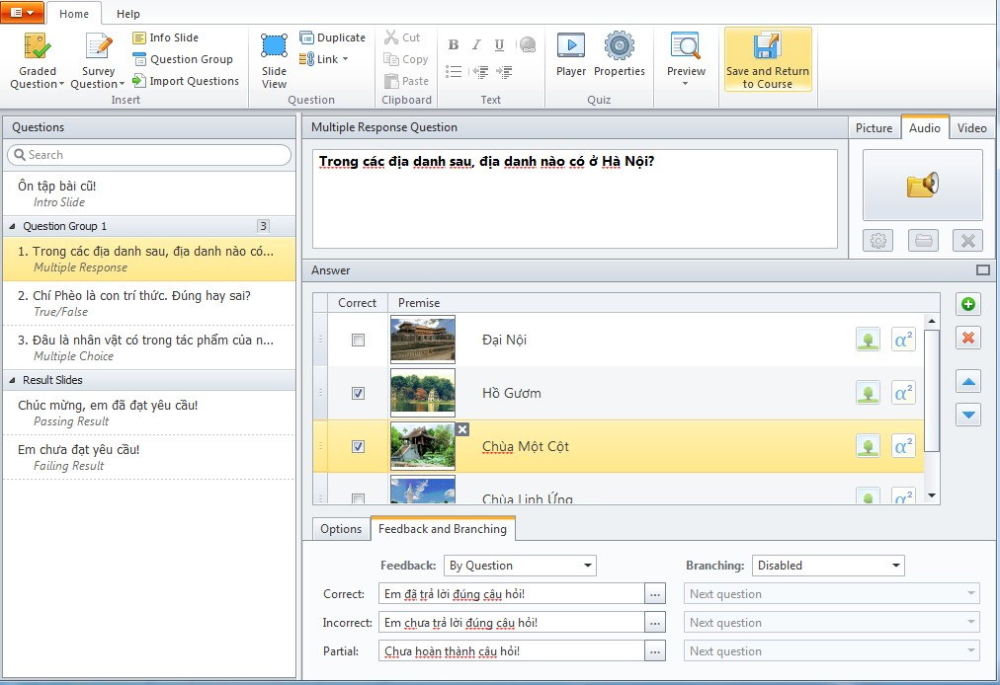 Home Help
Graded Question
Survey Question
Info Slide
Question Group
Import Questions
Insert
Slide View
Duplicate
Link
Question
Cut
Copy
Paste
Clipboard
B I U
Text
Player
Properties
Quiz
Preview
Save and Return to Course
Questions
Search
Ôn tập bài cũ!
Intro Slide
Question Group 1 3
1. Trong các địa danh sau, địa danh nào có...
Multiple Response
2. Chí Phèo là con trí thức. Đúng hay sai?
True/False
3. Đâu là nhân vật có trong tác phẩm của n...
Multiple Choice
Result Slides
Chúc mừng, em đã đạt yêu cầu!
Passing Result
Em chưa đạt yêu cầu!
Failing Result
Multiple Response Question
Picture Audio Video
Trong các địa danh sau, địa danh nào có ở Hà Nội?
Answer
Correct Premise
Đại Nội α²
Hồ Gươm α²
Chùa Một Cột α²
Chùa Linh Ứng α²
Options Feedback and Branching
Feedback: By Question Branching: Disabled
Correct: Em đã trả lời đúng câu hỏi! ... Next question
Incorrect: Em chưa trả lời đúng câu hỏi! ... Next question
Partial: Chưa hoàn thành câu hỏi! ... Next question